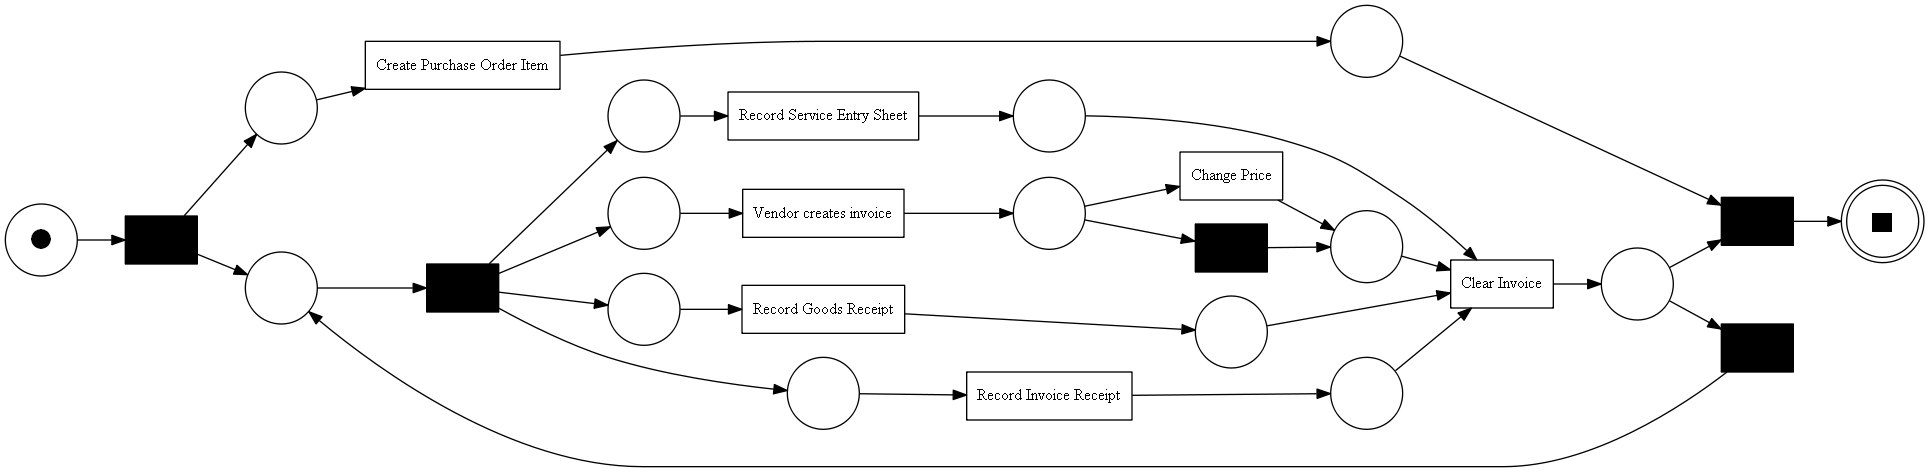 Create Purchase Order Item
Record Service Entry Sheet
Change Price
Vendor creates invoice
Clear Invoice
Record Goods Receipt
Record Invoice Receipt